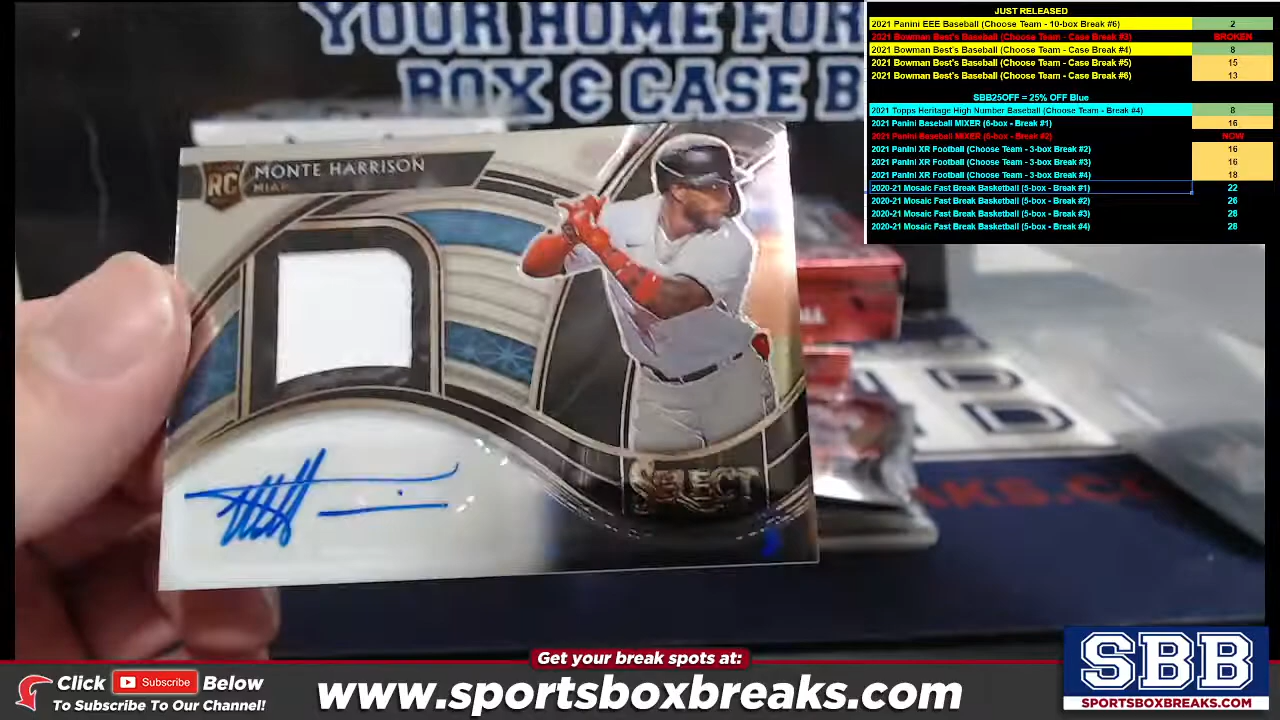 YOUR HOME FOR
BOX & CASE B
JUST RELEASED
2021 Panini EEE Baseball (Choose Team - 10-box Break #6) 2
2021 Bowman Best's Baseball (Choose Team - Case Break #3) BROKEN
2021 Bowman Best's Baseball (Choose Team - Case Break #4) 8
2021 Bowman Best's Baseball (Choose Team - Case Break #5) 15
2021 Bowman Best's Baseball (Choose Team - Case Break #6) 13
SBB25OFF = 25% OFF Blue
2021 Topps Heritage High Number Baseball (Choose Team - Break #4) 8
2021 Panini Baseball MIXER (6-box - Break #1) 16
2021 Panini Baseball MIXER (6-box - Break #2) NOW
2021 Panini XR Football (Choose Team - 3-box Break #2) 16
2021 Panini XR Football (Choose Team - 3-box Break #3) 16
2021 Panini XR Football (Choose Team - 3-box Break #4) 18
2020-21 Mosaic Fast Break Basketball (5-box - Break #1) 22
2020-21 Mosaic Fast Break Basketball (5-box - Break #2) 26
2020-21 Mosaic Fast Break Basketball (5-box - Break #3) 28
2020-21 Mosaic Fast Break Basketball (5-box - Break #4) 28
RC MONTE HARRISON
MIA
SELECT
AKS.C
Get your break spots at:
Click Subscribe Below
To Subscribe To Our Channel!
www.sportsboxbreaks.com
SBB
SPORTSBOXBREAKS.COM